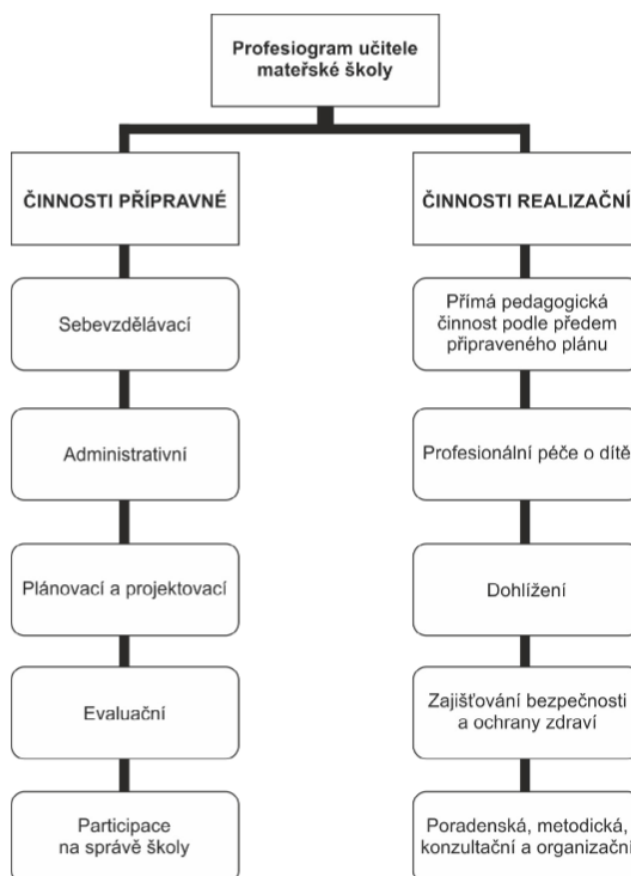 Profesiogram učitele
mateřské školy
ČINNOSTI PŘÍPRAVNÉ
Sebevzdělávací
Administrativní
Plánovací a projektovací
Evaluační
Participace
na správě školy
ČINNOSTI REALIZAČNÍ
Přímá pedagogická
činnost podle předem
připraveného plánu
Profesionální péče o dítě
Dohlížení
Zajišťování bezpečnosti
a ochrany zdraví
Poradenská, metodická,
konzultační a organizační